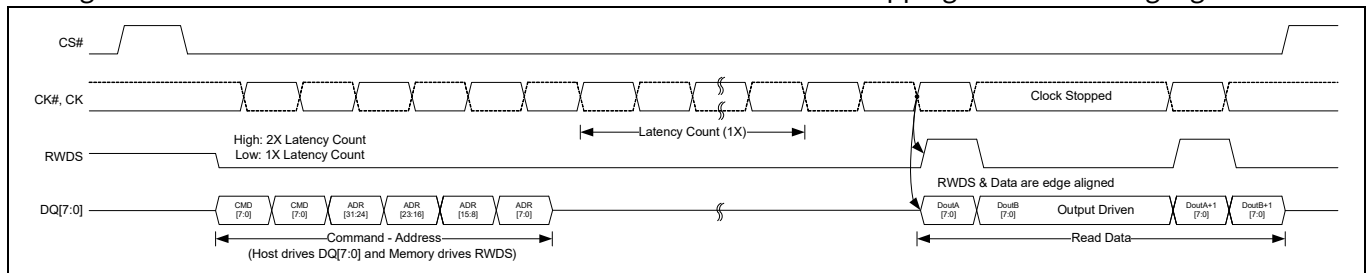 CS#
CK#, CK
Clock Stopped
Latency Count (1X)
High: 2X Latency Count
Low: 1X Latency Count
RWDS
RWDS & Data are edge aligned
DQ[7:0]
CMD [7:0]
CMD [7:0]
ADR [31:24]
ADR [23:16]
ADR [15:8]
ADR [7:0]
DoutA [7:0]
DoutB [7:0]
Output Driven
DoutA+1 [7:0]
DoutB+1 [7:0]
Command - Address
Read Data
(Host drives DQ[7:0] and Memory drives RWDS)